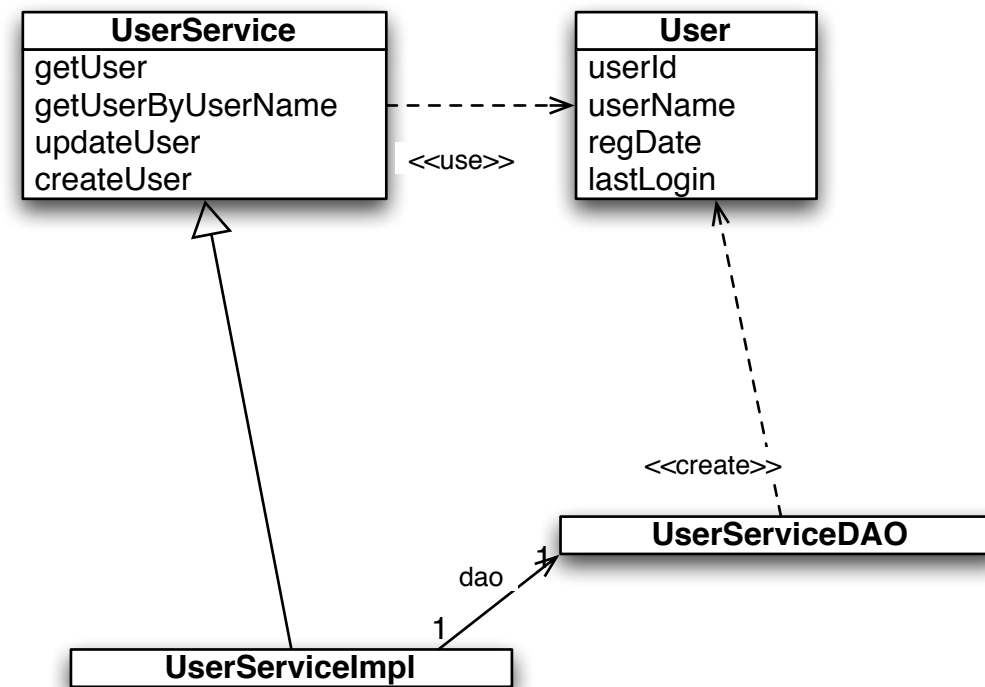 UserService
getUser
getUserByUserName
updateUser
createUser
<<use>>
User
userId
userName
regDate
lastLogin
<<create>>
UserServiceDAO
1
dao
1
UserServiceImpl